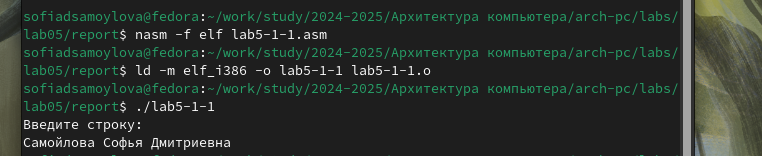 sofiadsamoylova@fedora:~/work/study/2024-2025/Архитектура компьютера/arch-pc/labs/
lab05/report$ nasm -f elf lab5-1-1.asm
sofiadsamoylova@fedora:~/work/study/2024-2025/Архитектура компьютера/arch-pc/labs/
lab05/report$ ld -m elf_i386 -o lab5-1-1 lab5-1-1.o
sofiadsamoylova@fedora:~/work/study/2024-2025/Архитектура компьютера/arch-pc/labs/
lab05/report$ ./lab5-1-1
Введите строку:
Самойлова Софья Дмитриевна